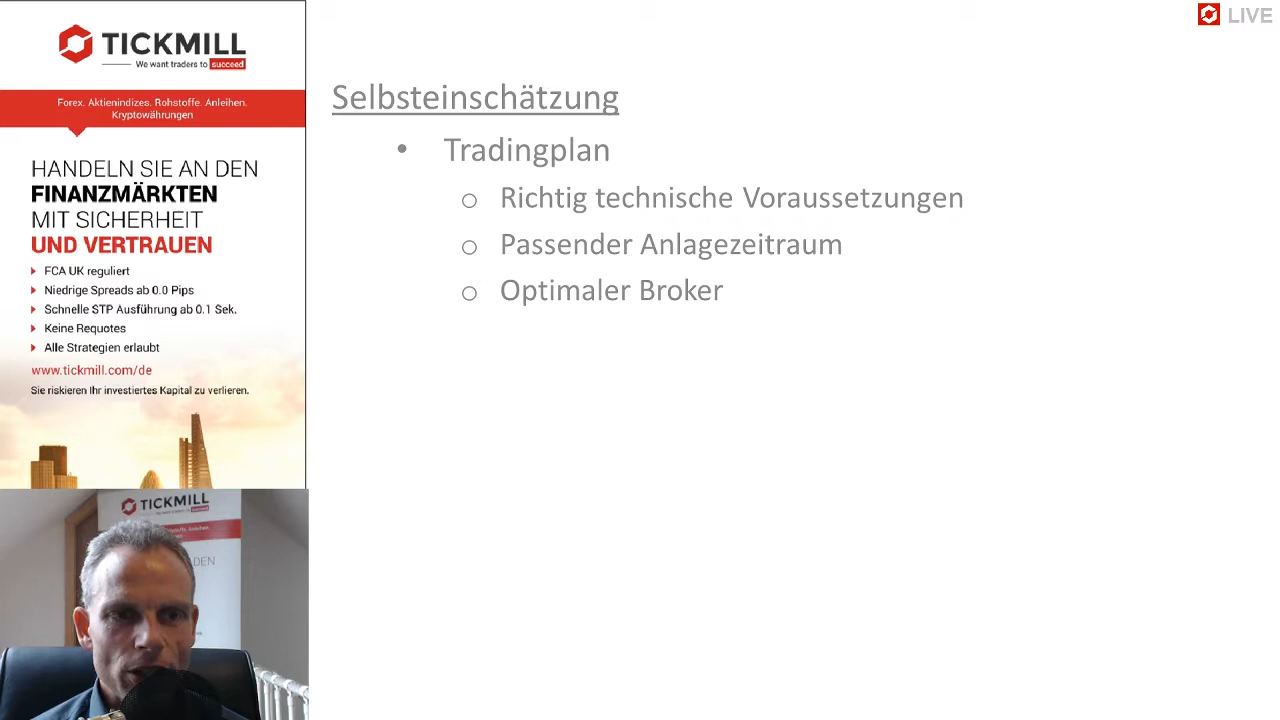 TICKMILL
We want traders to succeed
Forex. Aktienindizes. Rohstoffe. Anleihen.
Kryptowährungen
HANDELN SIE AN DEN
FINANZMÄRKTEN
MIT SICHERHEIT
UND VERTRAUEN
FCA UK reguliert
Niedrige Spreads ab 0.0 Pips
Schnelle STP Ausführung ab 0.1 Sek.
Keine Requotes
Alle Strategien erlaubt
www.tickmill.com/de
Sie riskieren Ihr investiertes Kapital zu verlieren.
LIVE
Selbsteinschätzung
• Tradingplan
o Richtig technische Voraussetzungen
o Passender Anlagezeitraum
o Optimaler Broker
TICKMILL